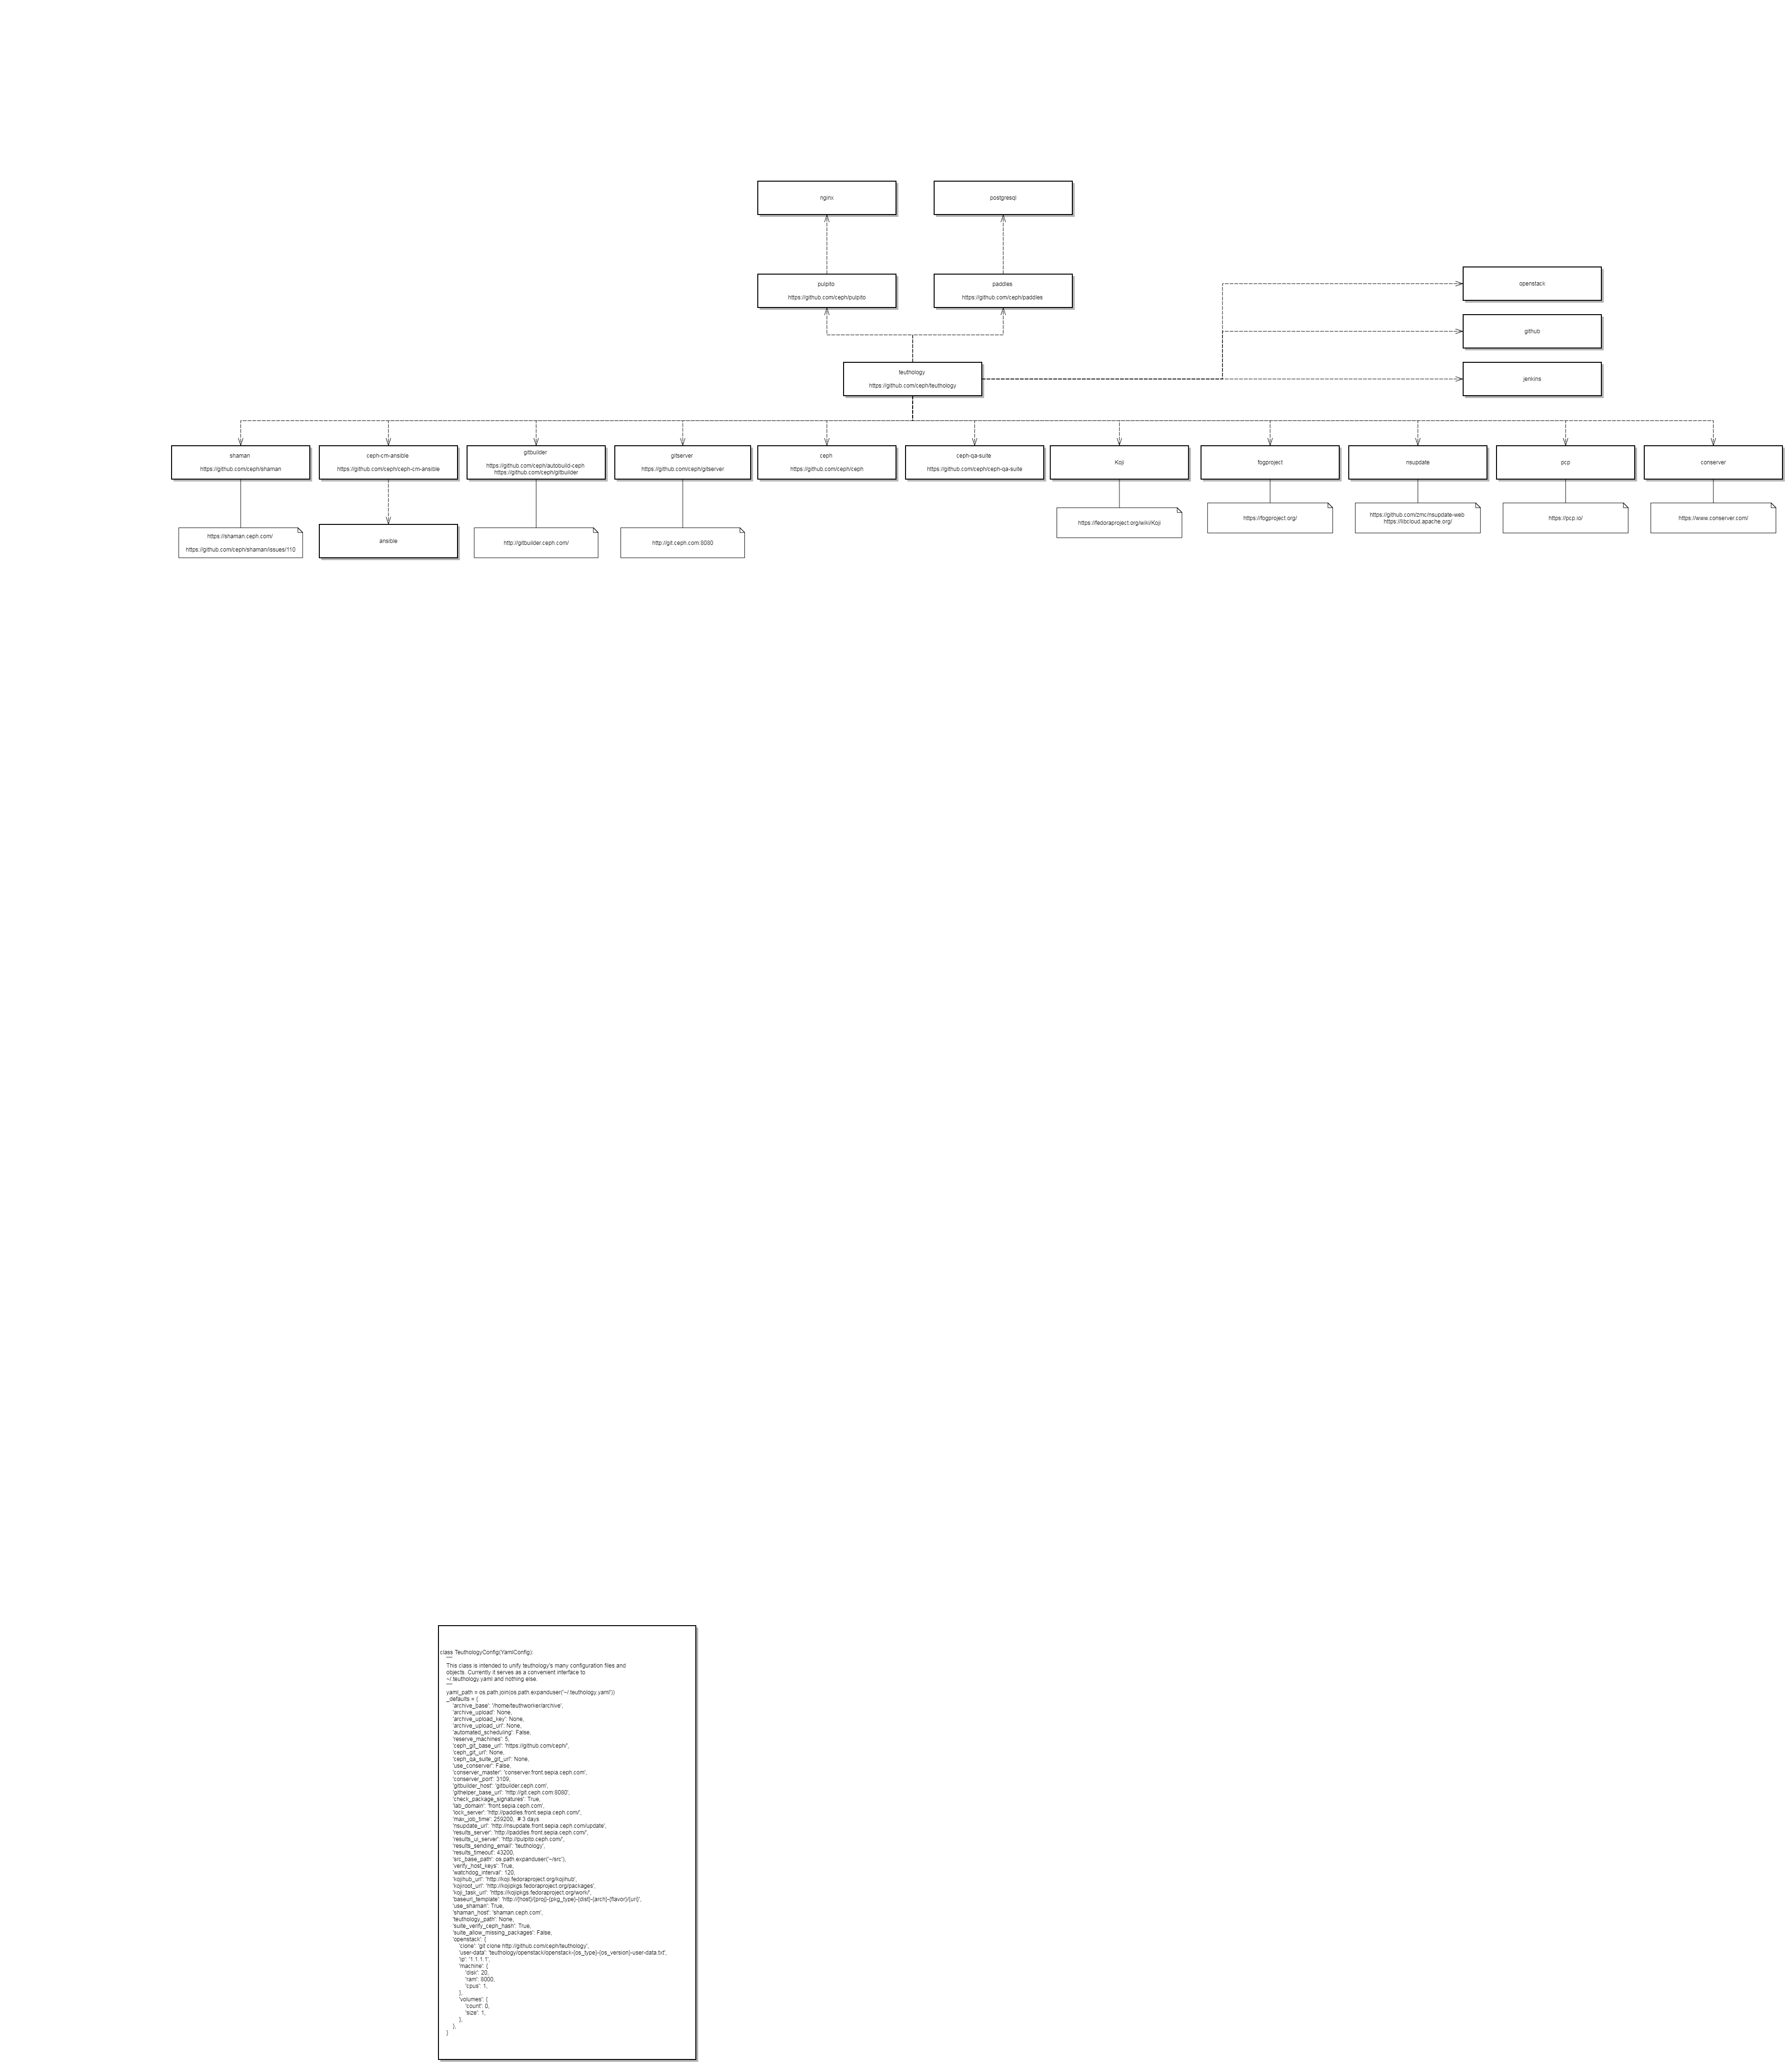 nginx
postgresql
pulpito
https://github.com/ceph/pulpito
paddles
https://github.com/ceph/paddles
openstack
github
teuthology
https://github.com/ceph/teuthology
jenkins
shaman
https://github.com/ceph/shaman
ceph-cm-ansible
https://github.com/ceph/ceph-cm-ansible
gitbuilder
https://github.com/ceph/autobuild-ceph
https://github.com/ceph/gitbuilder
gitserver
https://github.com/ceph/gitserver
ceph
https://github.com/ceph/ceph
ceph-qa-suite
https://github.com/ceph/ceph-qa-suite
Koji
fogproject
nsupdate
pcp
conserver
https://shaman.ceph.com/
https://github.com/ceph/shaman/issues/110
ansible
http://gitbuilder.ceph.com/
http://git.ceph.com:8080
https://fedoraproject.org/wiki/Koji
https://fogproject.org/
https://github.com/zmc/nsupdate-web
https://libcloud.apache.org/
https://pcp.io/
https://www.conserver.com/
class TeuthologyConfig(YamlConfig):
"""
This class is intended to unify teuthology's many configuration files and
objects. Currently it serves as a convenient interface to
~/.teuthology.yaml and nothing else.
"""
yaml_path = os.path.join(os.path.expanduser('~/.teuthology.yaml'))
_defaults = {
'archive_base': '/home/teuthworker/archive',
'archive_upload': None,
'archive_upload_key': None,
'archive_upload_url': None,
'automated_scheduling': False,
'reserve_machines': 5,
'ceph_git_base_url': 'https://github.com/ceph/',
'ceph_git_url': None,
'ceph_qa_suite_git_url': None,
'use_conserver': False,
'conserver_master': 'conserver.front.sepia.ceph.com',
'conserver_port': 3109,
'gitbuilder_host': 'gitbuilder.ceph.com',
'githelper_base_url': 'http://git.ceph.com:8080',
'check_package_signatures': True,
'lab_domain': 'front.sepia.ceph.com',
'lock_server': 'http://paddles.front.sepia.ceph.com/',
'max_job_time': 259200,  # 3 days
'nsupdate_url': 'http://nsupdate.front.sepia.ceph.com/update',
'results_server': 'http://paddles.front.sepia.ceph.com/',
'results_ui_server': 'http://pulpito.ceph.com/',
'results_sending_email': 'teuthology',
'results_timeout': 43200,
'src_base_path': os.path.expanduser('~/src'),
'verify_host_keys': True,
'watchdog_interval': 120,
'kojihub_url': 'http://koji.fedoraproject.org/kojihub',
'kojiroot_url': 'http://kojipkgs.fedoraproject.org/packages',
'koji_task_url': 'https://kojipkgs.fedoraproject.org/work/',
'baseurl_template': 'http://{host}/{proj}-{pkg_type}-{dist}-{arch}-{flavor}/{uri}',
'use_shaman': True,
'shaman_host': 'shaman.ceph.com',
'teuthology_path': None,
'suite_verify_ceph_hash': True,
'suite_allow_missing_packages': False,
'openstack': {
'clone': 'git clone http://github.com/ceph/teuthology',
'user-data': 'teuthology/openstack/openstack-{os_type}-{os_version}-user-data.txt',
'ip': '1.1.1.1',
'machine': {
'disk': 20,
'ram': 8000,
'cpus': 1,
},
'volumes': {
'count': 0,
'size': 1,
},
},
}